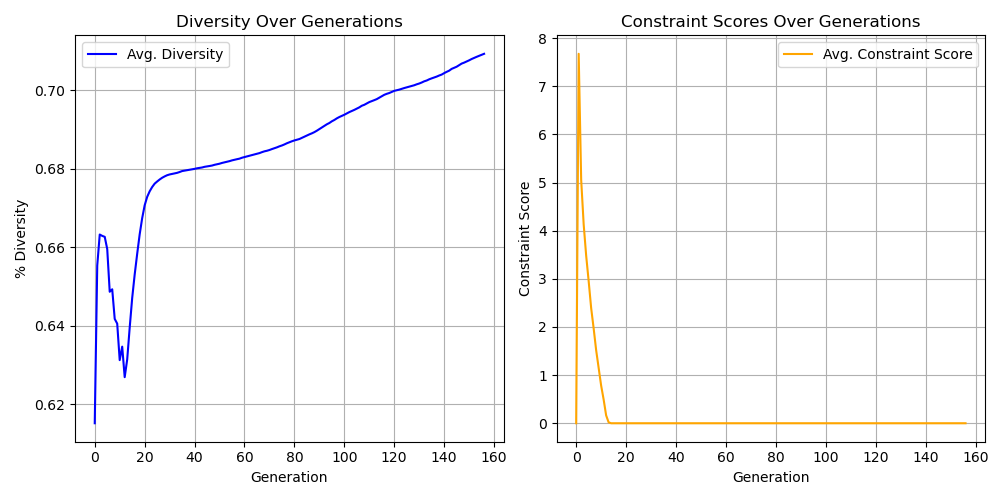 Diversity Over Generations
Avg. Diversity
% Diversity
0.70
0.68
0.66
0.64
0.62
0 20 40 60 80 100 120 140 160
Generation
Constraint Scores Over Generations
Avg. Constraint Score
Constraint Score
8
7
6
5
4
3
2
1
0
0 20 40 60 80 100 120 140 160
Generation